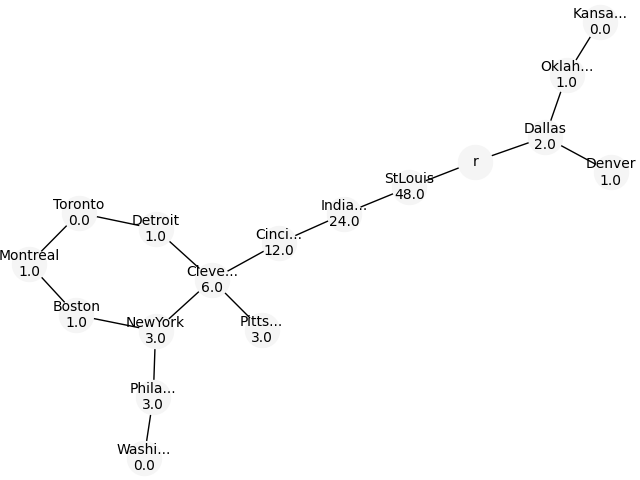 Kansa...
0.0
Oklah...
1.0
Dallas
2.0
r
Denver
1.0
StLouis
48.0
India...
24.0
Toronto
0.0
Detroit
1.0
Cinci...
12.0
Montreal
1.0
Cleve...
6.0
Boston
1.0
NewYork
3.0
Pitts...
3.0
Phila...
3.0
Washi...
0.0